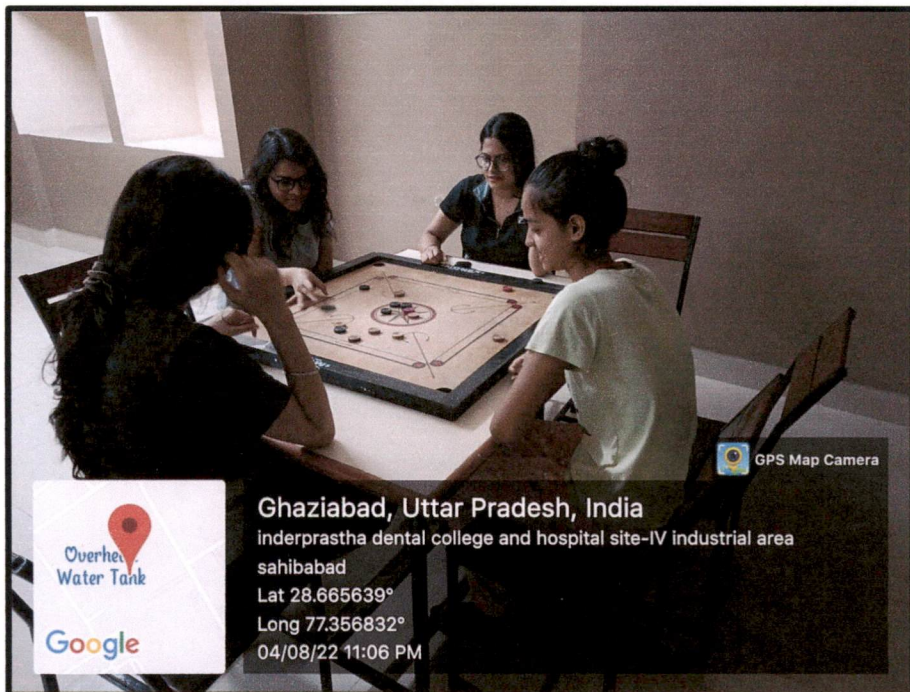 GPS Map Camera
Overhe
Water Tank
Google
Ghaziabad, Uttar Pradesh, India
inderprastha dental college and hospital site-IV industrial area
sahibabad
Lat 28.665639°
Long 77.356832°
04/08/22 11:06 PM